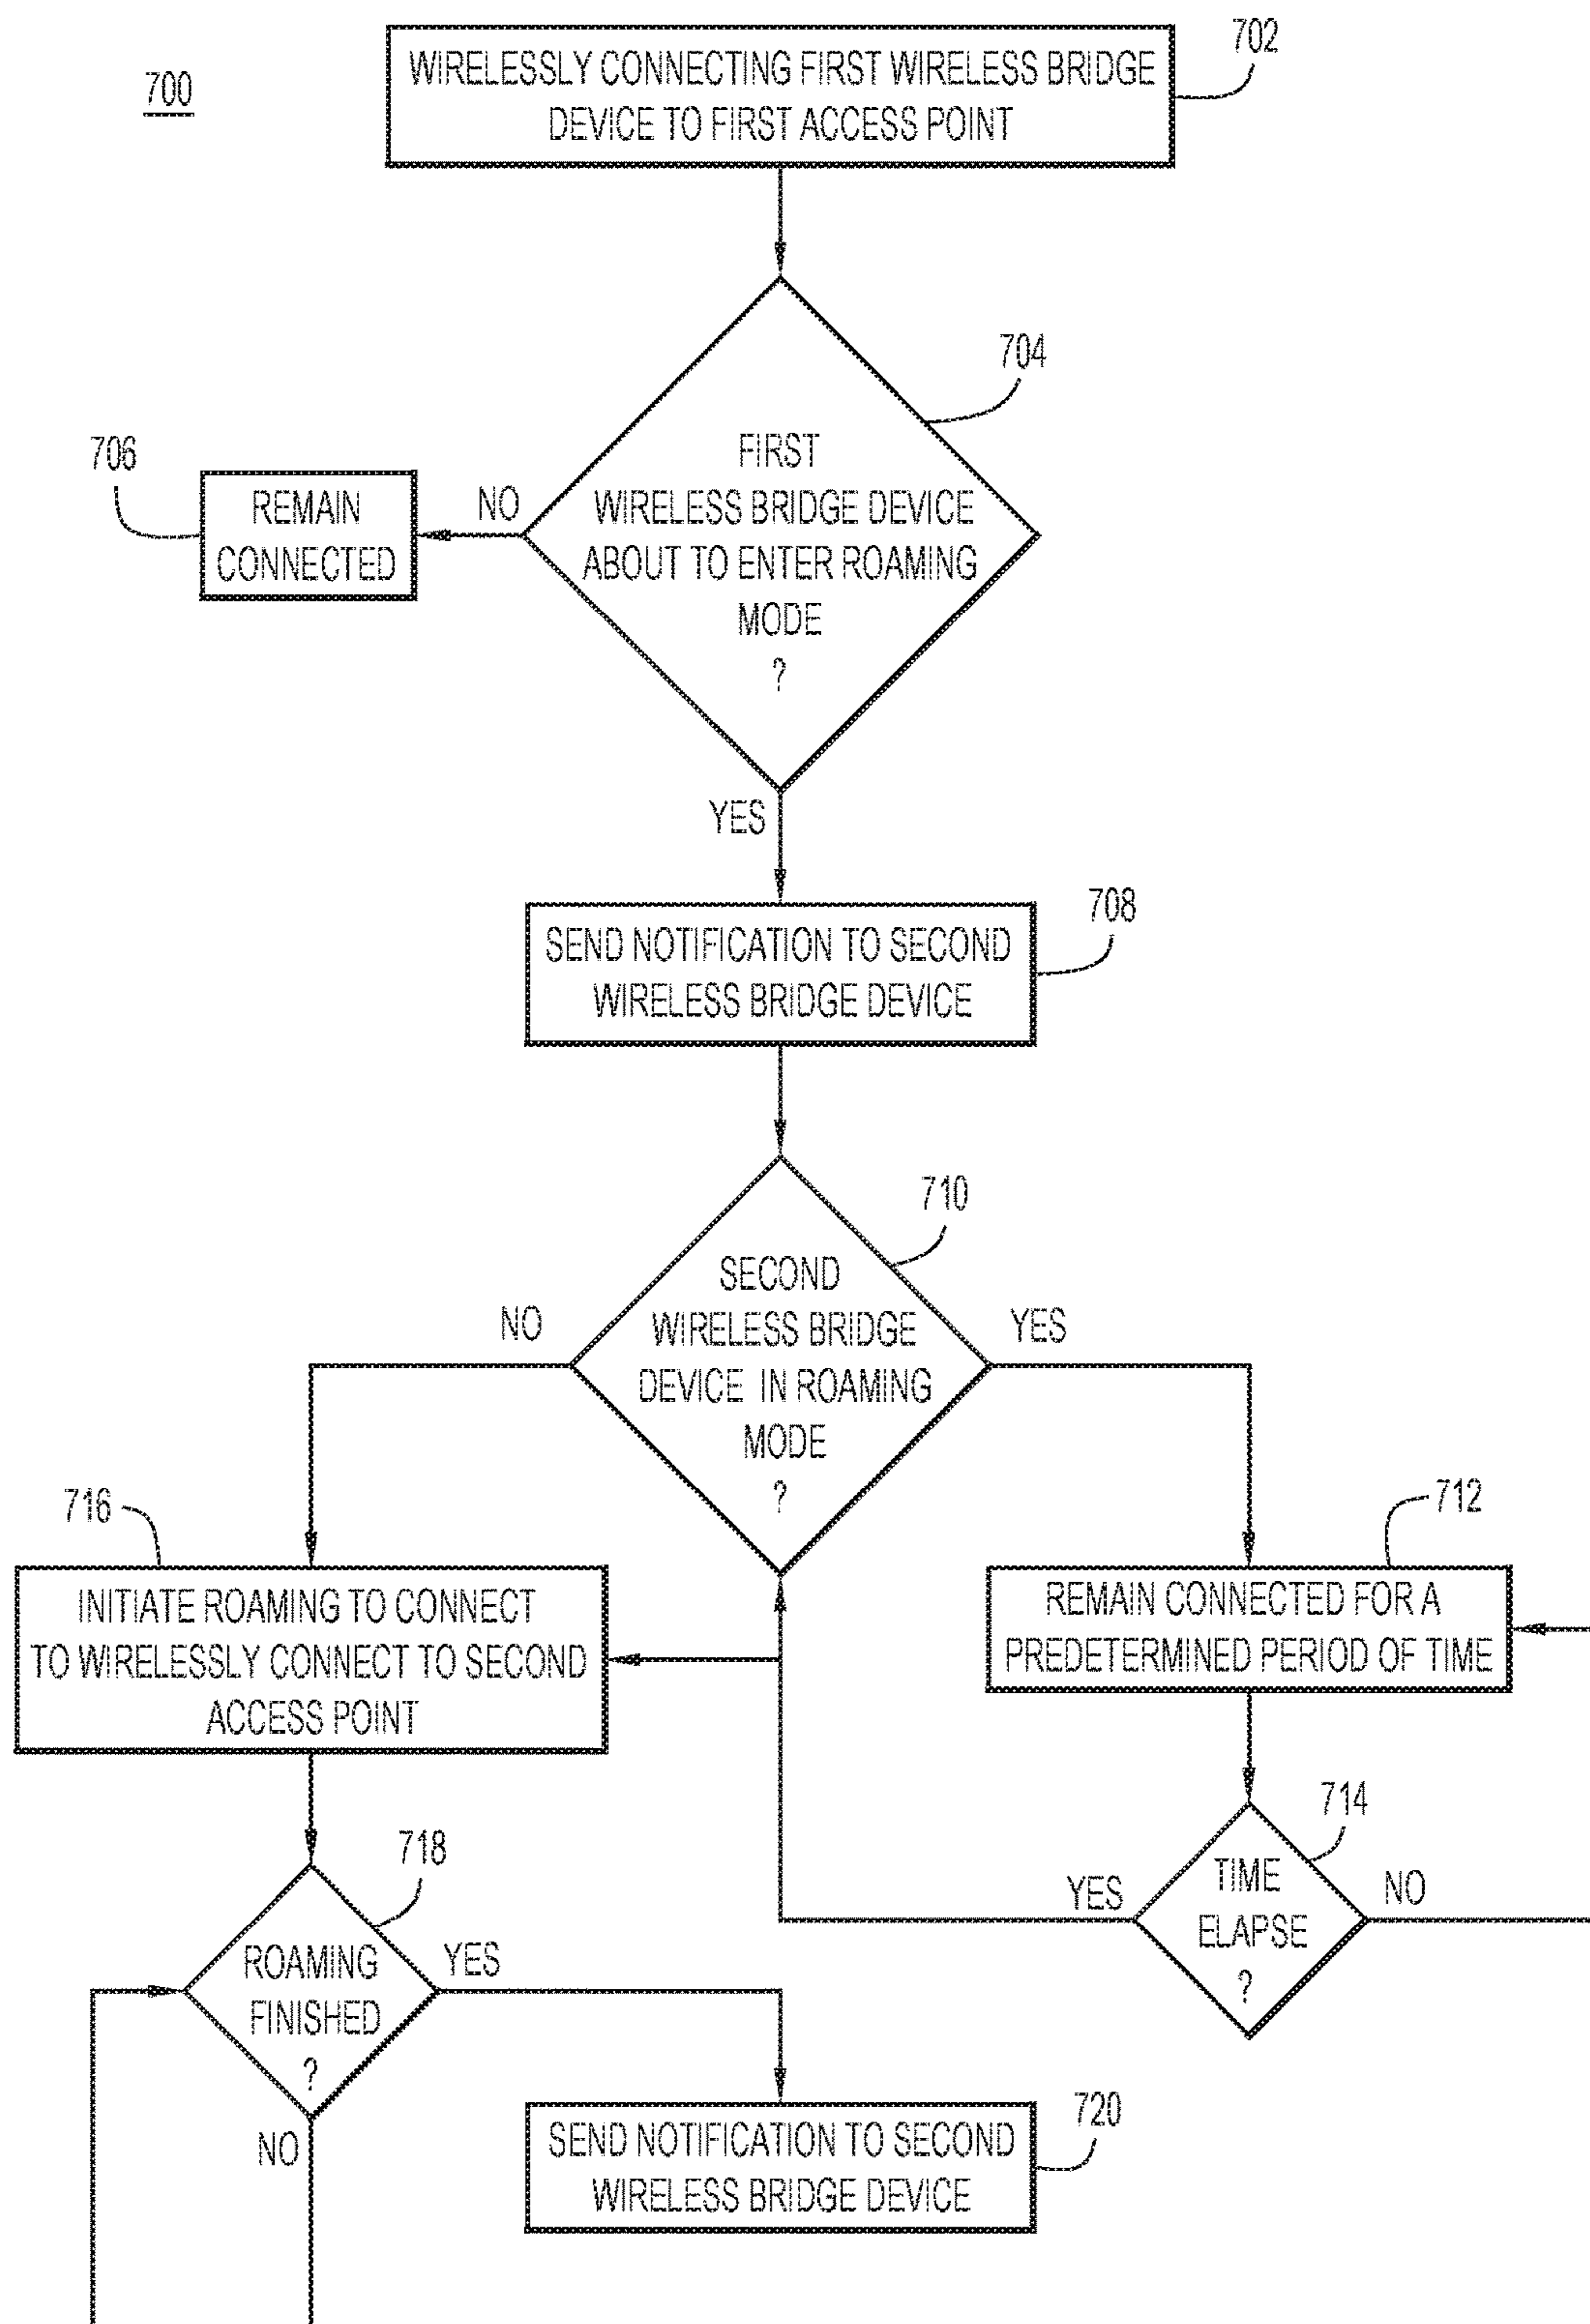 700
WIRELESSLY CONNECTING FIRST WIRELESS BRIDGE
DEVICE TO FIRST ACCESS POINT
702
704
FIRST
WIRELESS BRIDGE DEVICE
ABOUT TO ENTER ROAMING
MODE
?
706
REMAIN
CONNECTED
NO
YES
708
SEND NOTIFICATION TO SECOND
WIRELESS BRIDGE DEVICE
710
SECOND
WIRELESS BRIDGE
DEVICE IN ROAMING
MODE
?
NO
YES
716
INITIATE ROAMING TO CONNECT
TO WIRELESSLY CONNECT TO SECOND
ACCESS POINT
712
REMAIN CONNECTED FOR A
PREDETERMINED PERIOD OF TIME
714
TIME
ELAPSE
?
YES
NO
718
ROAMING
FINISHED
?
YES
NO
720
SEND NOTIFICATION TO SECOND
WIRELESS BRIDGE DEVICE